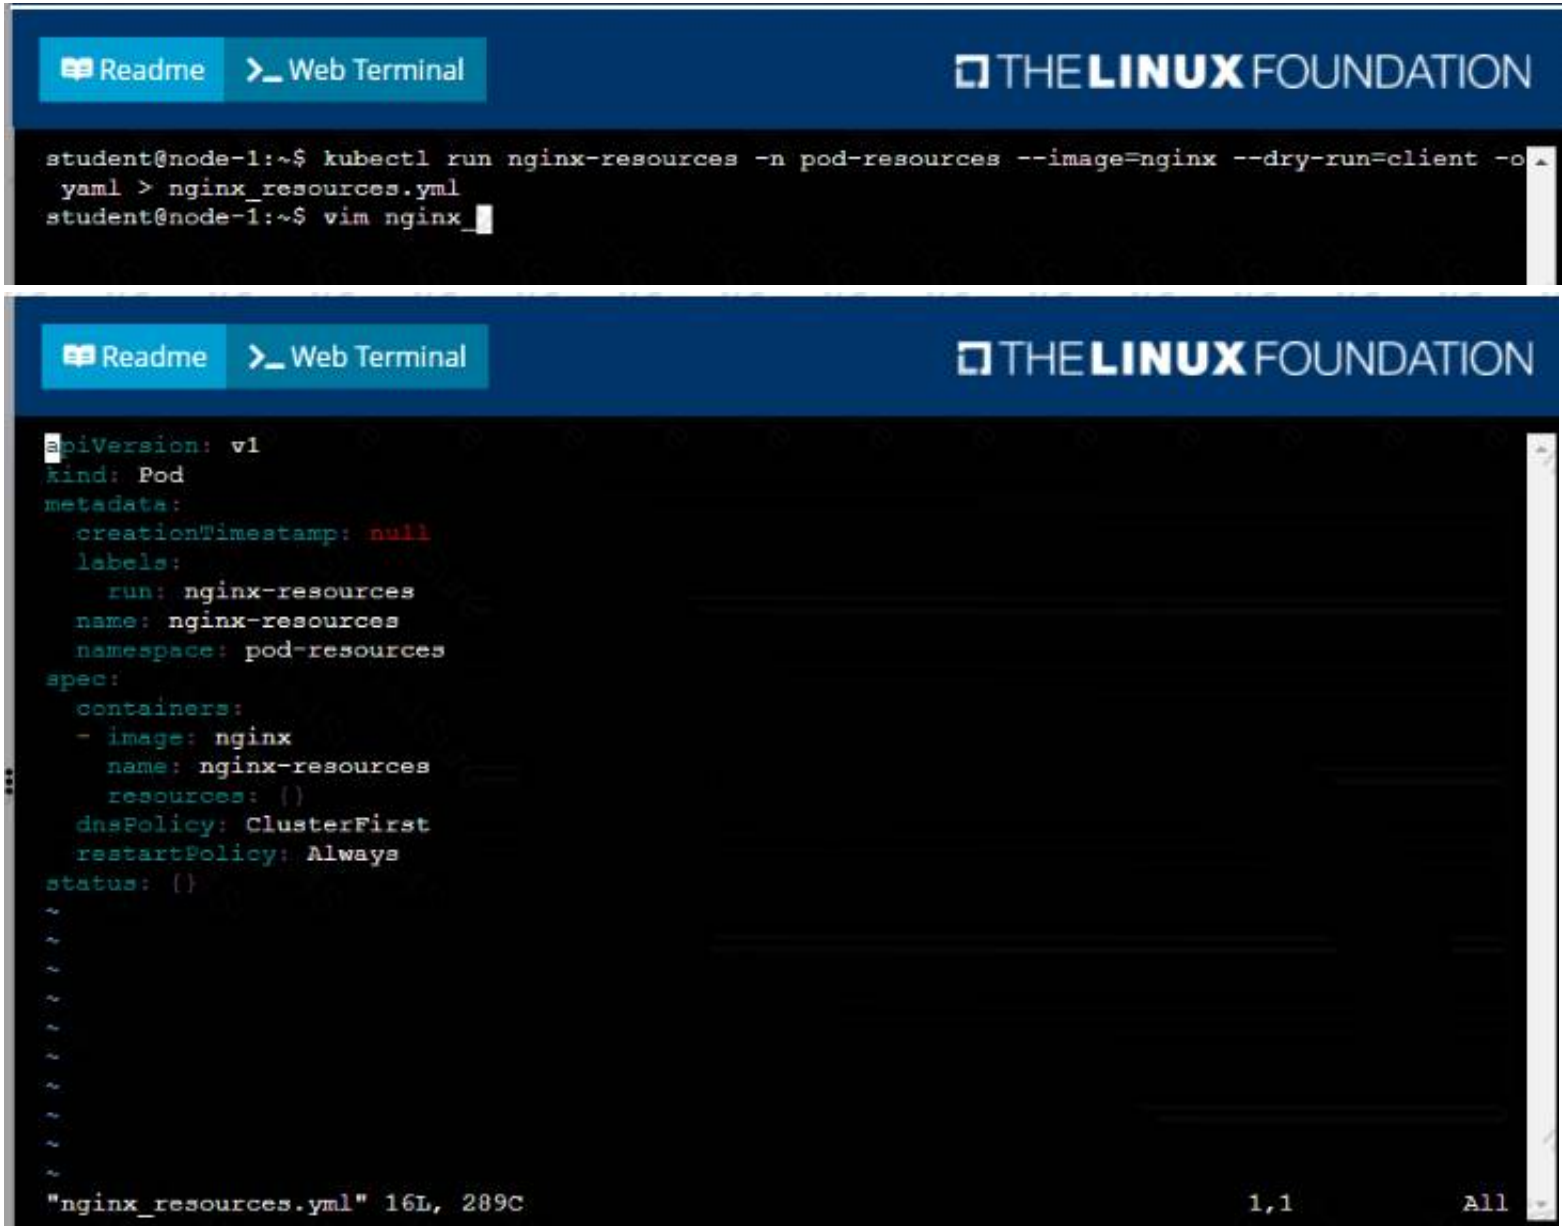 Readme >_ Web Terminal THE LINUX FOUNDATION
student@node-1:~$ kubectl run nginx-resources -n pod-resources --image=nginx --dry-run=client -o
yaml > nginx_resources.yml
student@node-1:~$ vim nginx_
Readme >_ Web Terminal THE LINUX FOUNDATION
apiVersion: v1
kind: Pod
metadata:
  creationTimestamp: null
  labels:
    run: nginx-resources
  name: nginx-resources
  namespace: pod-resources
spec:
  containers:
  - image: nginx
    name: nginx-resources
    resources: {}
  dnsPolicy: ClusterFirst
  restartPolicy: Always
status: {}
~
~
~
~
~
~
~
~
~
~
"nginx_resources.yml" 16L, 289C 1,1 All